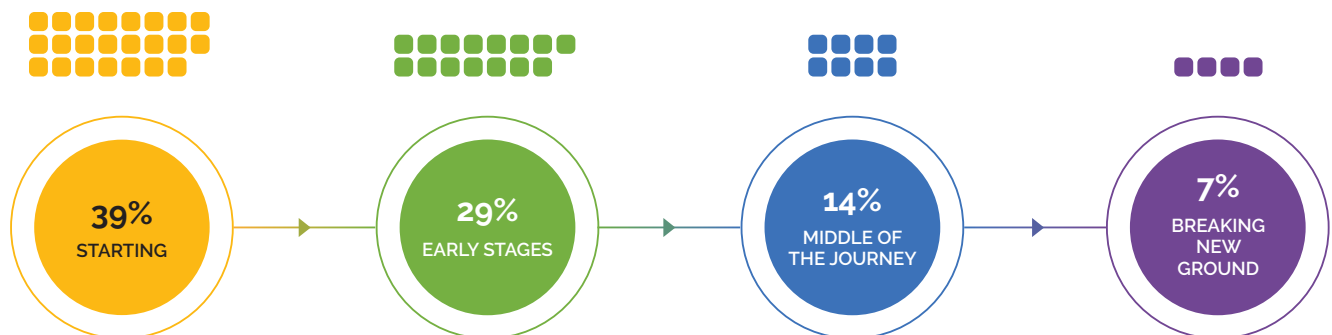 39%
STARTING
29%
EARLY STAGES
14%
MIDDLE OF
THE JOURNEY
7%
BREAKING
NEW
GROUND